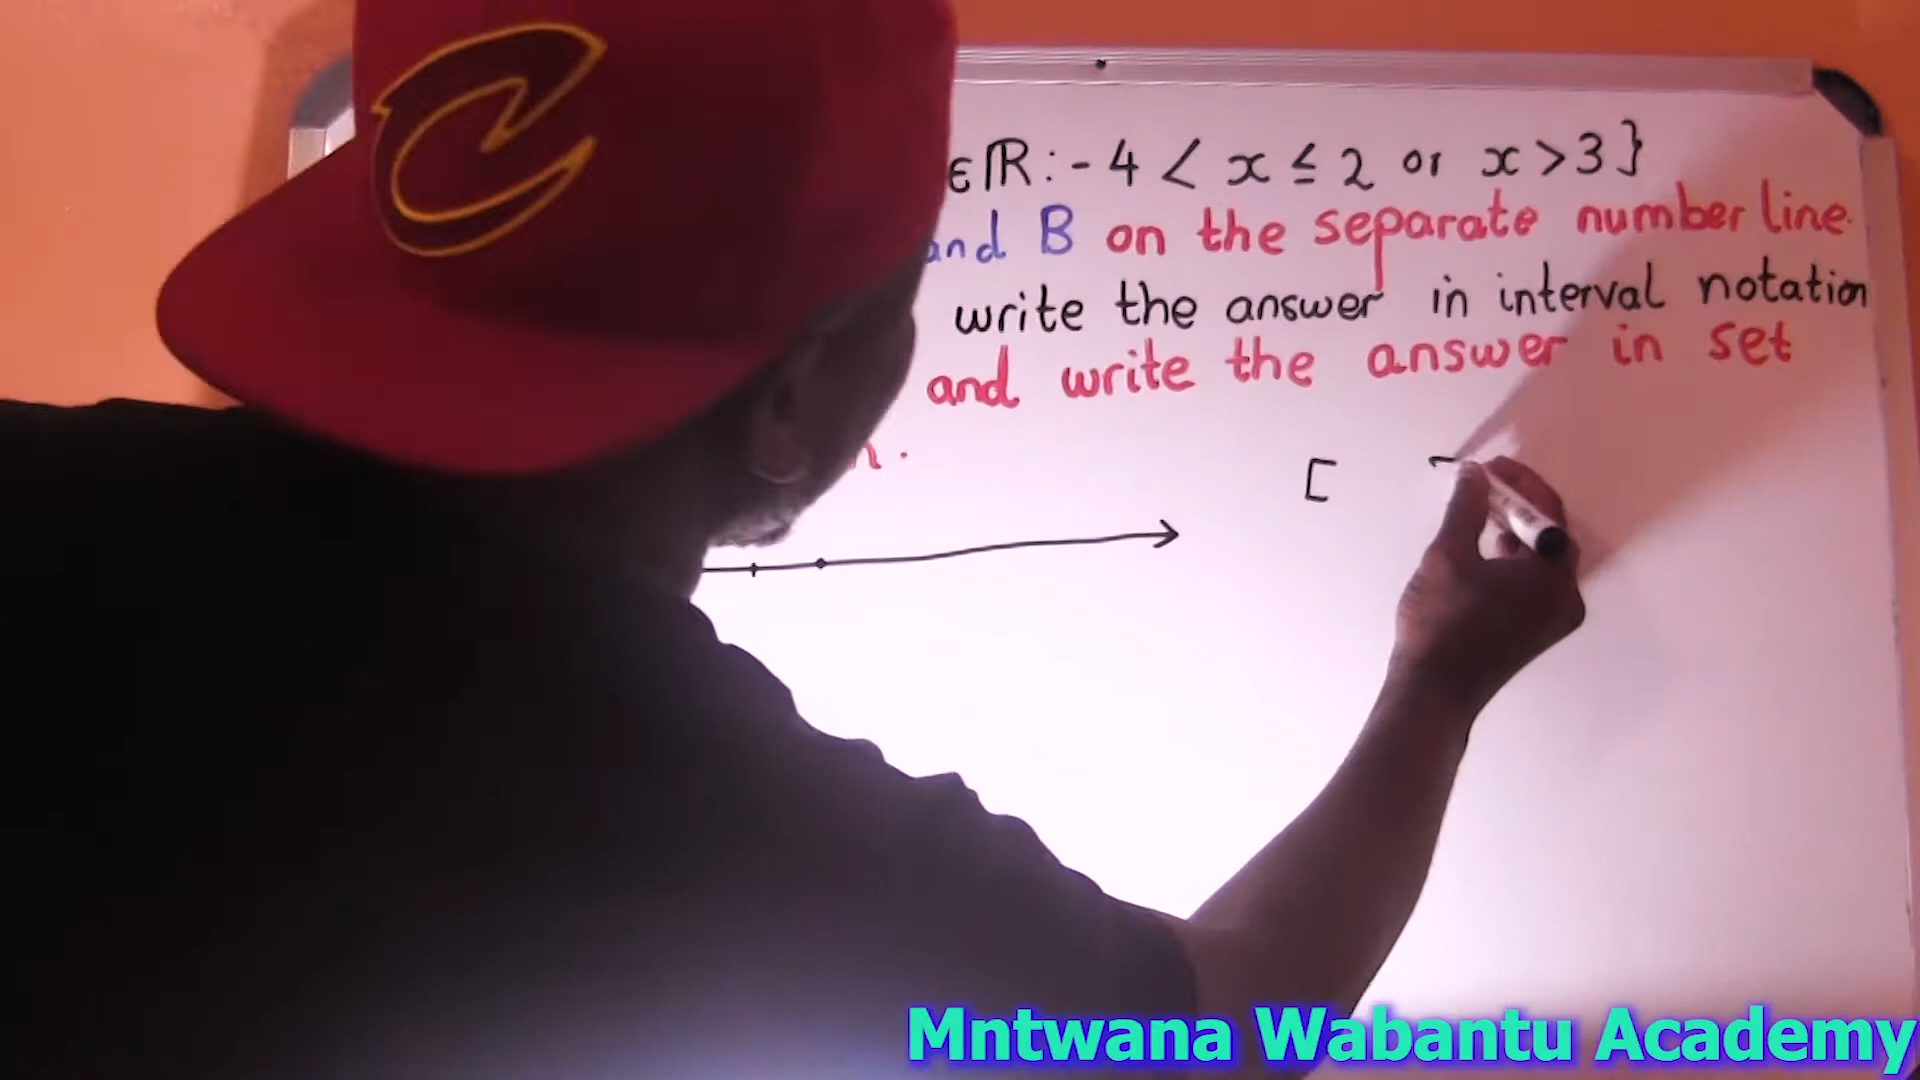 C
∈ ℝ : - 4 < x ≤ 2 or x > 3 }
and B on the separate number line.
write the answer in interval notation
and write the answer in set
n.
[
Mntwana Wabantu Academy